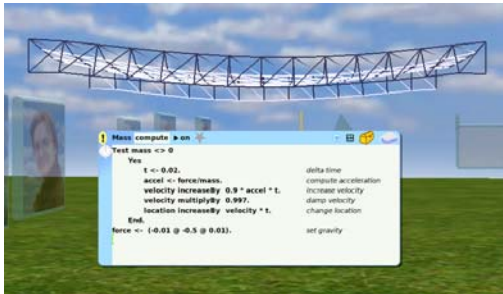 ! Mass compute ▸ on
Test mass <> 0
Yes
t <- 0.02. delta time
accel <- force/mass. compute acceleration
velocity increaseBy 0.9 * accel * t. increase velocity
velocity multiplyBy 0.997. damp velocity
location increaseBy velocity * t. change location
End.
force <- (-0.01 @ -0.5 @ 0.01). set gravity